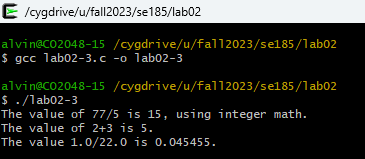 /cygdrive/u/fall2023/se185/lab02
alvin@CO2048-15 /cygdrive/u/fall2023/se185/lab02
$ gcc lab02-3.c -o lab02-3
alvin@CO2048-15 /cygdrive/u/fall2023/se185/lab02
$ ./lab02-3
The value of 77/5 is 15, using integer math.
The value of 2+3 is 5.
The value 1.0/22.0 is 0.045455.